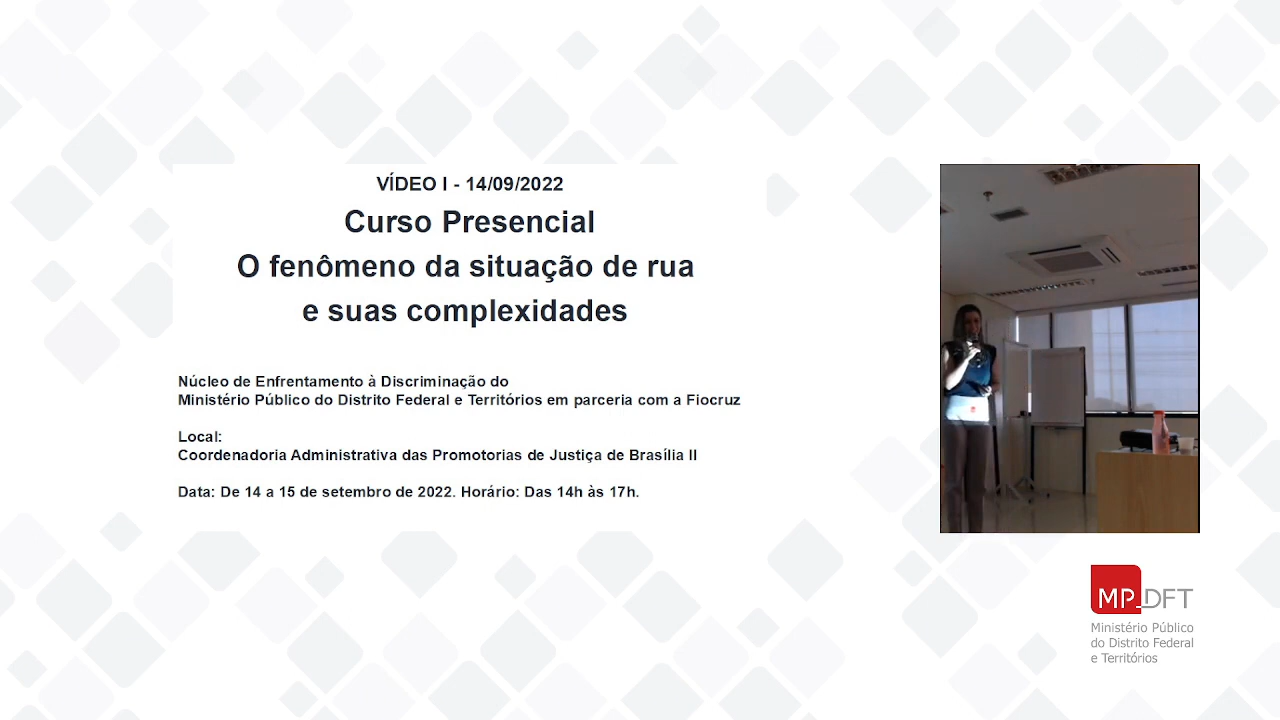 VÍDEO I - 14/09/2022
Curso Presencial
O fenômeno da situação de rua
e suas complexidades
Núcleo de Enfrentamento à Discriminação do
Ministério Público do Distrito Federal e Territórios em parceria com a Fiocruz
Local:
Coordenadoria Administrativa das Promotorias de Justiça de Brasília II
Data: De 14 a 15 de setembro de 2022. Horário: Das 14h às 17h.
MP_DFT
Ministério Público
do Distrito Federal
e Territórios